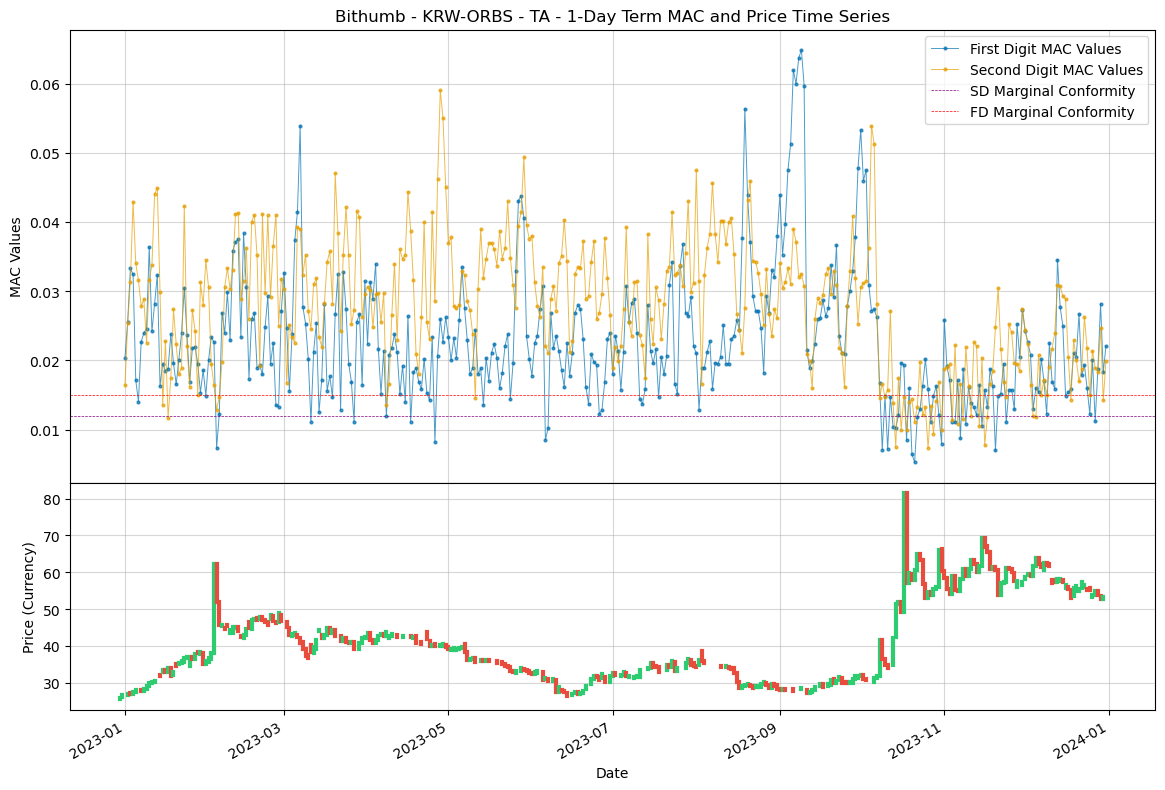 Bithumb - KRW-ORBS - TA - 1-Day Term MAC and Price Time Series
First Digit MAC Values
Second Digit MAC Values
SD Marginal Conformity
FD Marginal Conformity
MAC Values
0.06
0.05
0.04
0.03
0.02
0.01
Price (Currency)
80
70
60
50
40
30
2023-01
2023-03
2023-05
2023-07
2023-09
2023-11
2024-01
Date